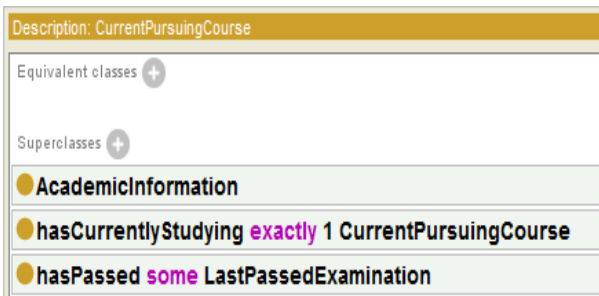 Description: CurrentPursuingCourse
Equivalent classes
Superclasses
AcademicInformation
hasCurrentlyStudying exactly 1 CurrentPursuingCourse
hasPassed some LastPassedExamination